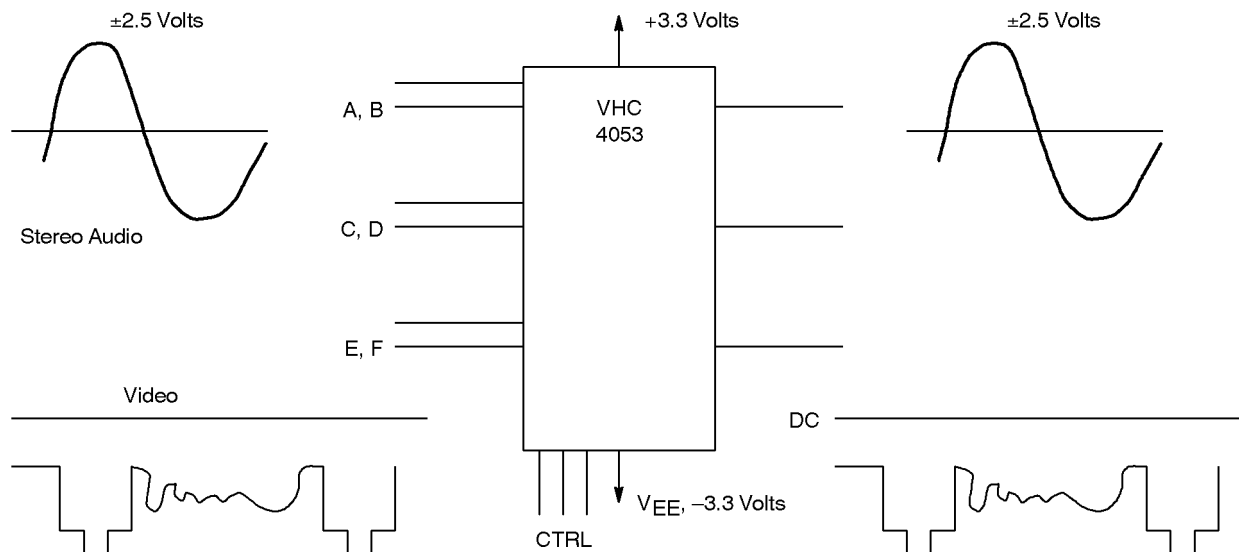 ±2.5 Volts
+3.3 Volts
±2.5 Volts
A, B
VHC
4053
Stereo Audio
C, D
E, F
Video
DC
VEE, –3.3 Volts
CTRL